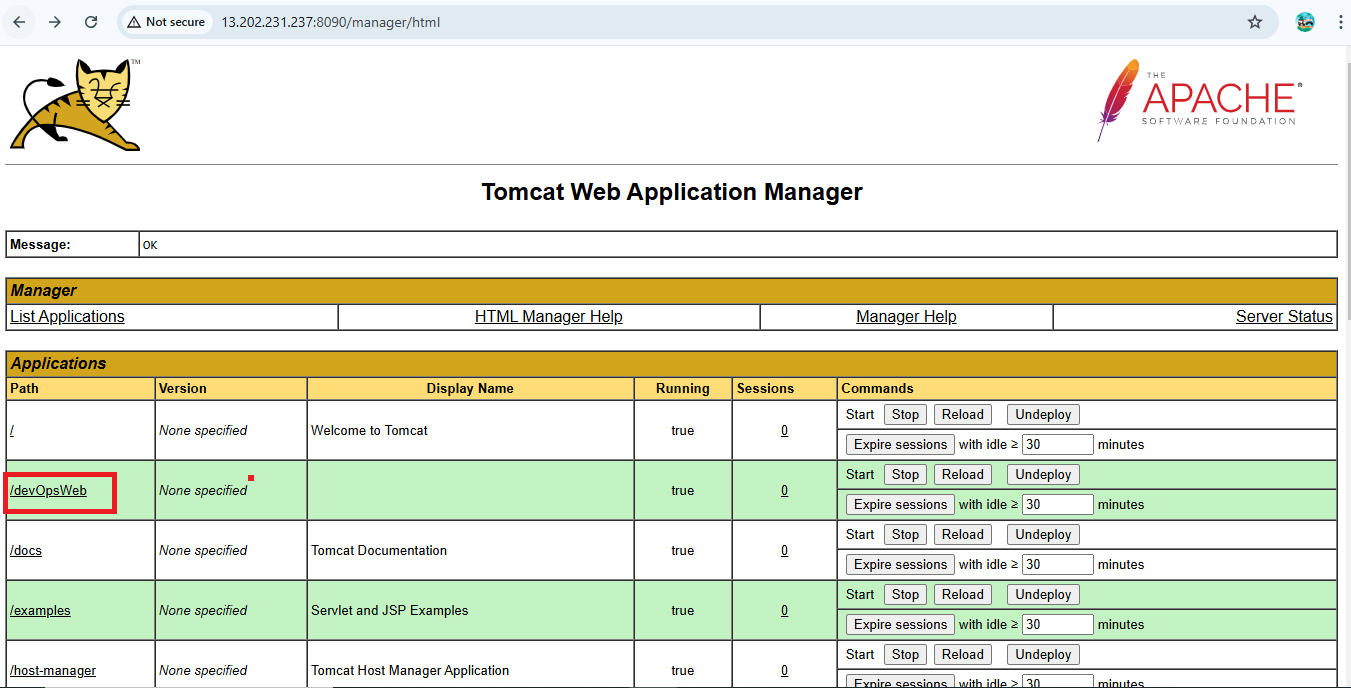 Not secure 13.202.231.237:8090/manager/html
TM
THE
APACHE®
SOFTWARE FOUNDATION
Tomcat Web Application Manager
Message: OK
Manager
List Applications HTML Manager Help Manager Help Server Status
Applications
Path Version Display Name Running Sessions Commands
/ None specified Welcome to Tomcat true 0 Start Stop Reload Undeploy
Expire sessions with idle ≥ 30 minutes
/devOpsWeb None specified true 0 Start Stop Reload Undeploy
Expire sessions with idle ≥ 30 minutes
/docs None specified Tomcat Documentation true 0 Start Stop Reload Undeploy
Expire sessions with idle ≥ 30 minutes
/examples None specified Servlet and JSP Examples true 0 Start Stop Reload Undeploy
Expire sessions with idle ≥ 30 minutes
/host-manager None specified Tomcat Host Manager Application true 0 Start Stop Reload Undeploy
Expire sessions with idle ≥ 30 minutes